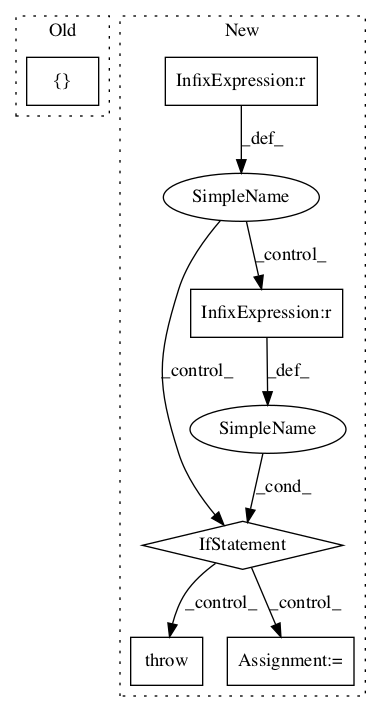 Old
New
{}
InfixExpression:r
_def_
SimpleName
_control_
InfixExpression:r
_control_
_def_
SimpleName
_cond_
IfStatement
_control_
_control_
throw
Assignment:=